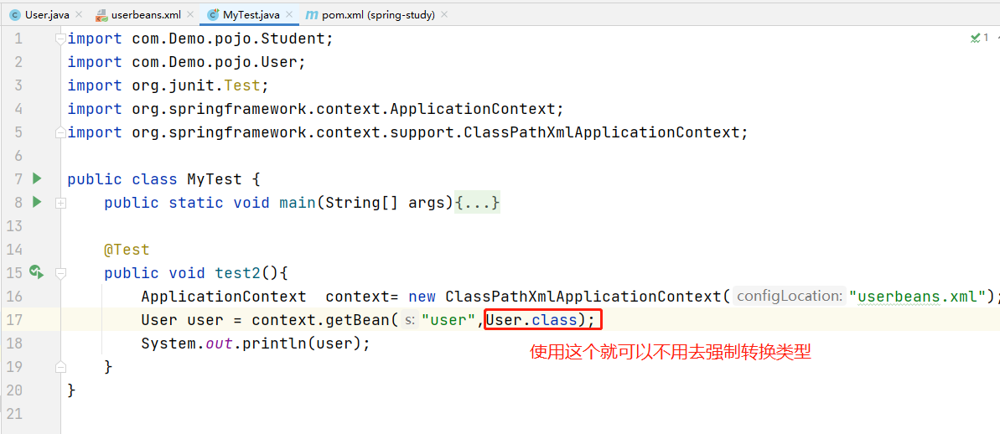 User.java userbeans.xml MyTest.java pom.xml (spring-study)
1 import com.Demo.pojo.Student; 1
2 import com.Demo.pojo.User;
3 import org.junit.Test;
4 import org.springframework.context.ApplicationContext;
5 import org.springframework.context.support.ClassPathXmlApplicationContext;
6
7 public class MyTest {
8 public static void main(String[] args){...}
13
14 @Test
15 public void test2(){
16 ApplicationContext  context= new ClassPathXmlApplicationContext( configLocation: "userbeans.xml");
17 User user = context.getBean( s: "user",User.class);
18 System.out.println(user);
使用这个就可以不用去强制转换类型
19 }
20 }
21